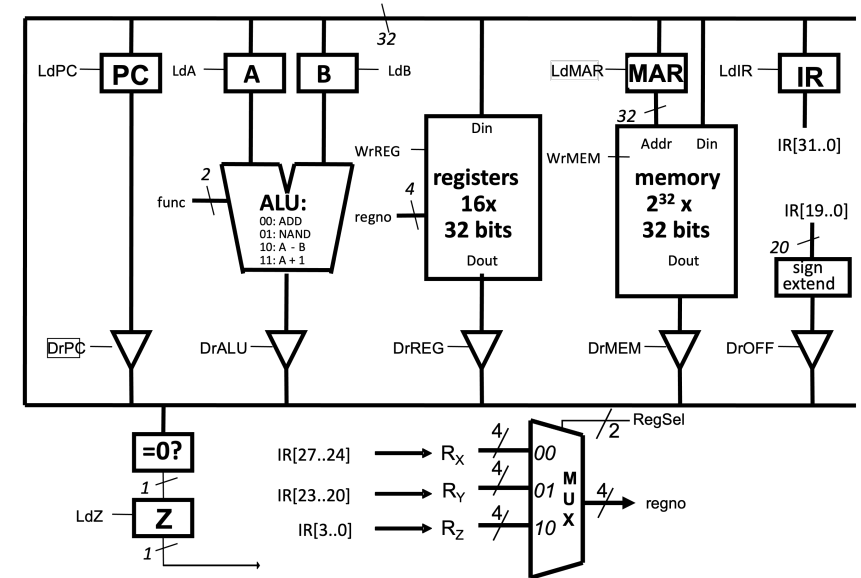 32
LdPC
PC
LdA
A
B
LdB
LdMAR
MAR
LdIR
IR
32
Din
Addr
Din
IR[31..0]
WrREG
WrMEM
2
func
ALU:
00: ADD
01: NAND
10: A - B
11: A + 1
4
regno
registers
16x
32 bits
Dout
memory
2³² x
32 bits
Dout
IR[19..0]
20
sign
extend
DrPC
DrALU
DrREG
DrMEM
DrOFF
=0?
1
LdZ
Z
1
RegSel
2
IR[27..24]
RX
4
00
IR[23..20]
RY
4
01
IR[3..0]
RZ
4
10
M
U
X
4
regno